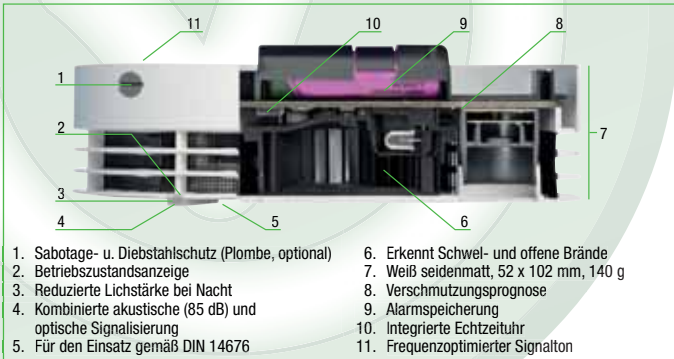 11
10
9
8
1
2
7
3
4
5
6
1. Sabotage- u. Diebstahlschutz (Plombe, optional)
2. Betriebszustandsanzeige
3. Reduzierte Lichstärke bei Nacht
4. Kombinierte akustische (85 dB) und
optische Signalisierung
5. Für den Einsatz gemäß DIN 14676
6. Erkennt Schwel- und offene Brände
7. Weiß seidenmatt, 52 x 102 mm, 140 g
8. Verschmutzungsprognose
9. Alarmspeicherung
10. Integrierte Echtzeituhr
11. Frequenzoptimierter Signalton